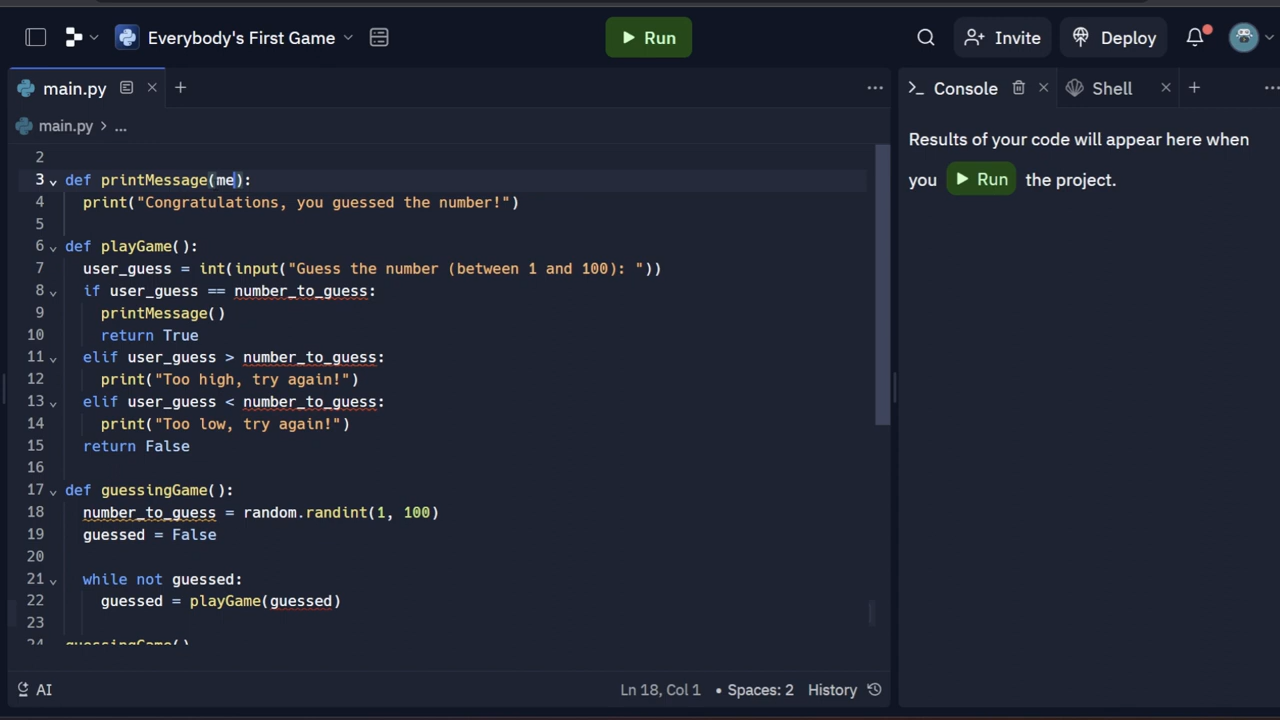 Everybody's First Game
Run
Invite
Deploy
main.py
Console
Shell
main.py > ...
Results of your code will appear here when
you Run the project.
2
3 def printMessage(me):
4 print("Congratulations, you guessed the number!")
5
6 def playGame():
7 user_guess = int(input("Guess the number (between 1 and 100): "))
8 if user_guess == number_to_guess:
9 printMessage()
10 return True
11 elif user_guess > number_to_guess:
12 print("Too high, try again!")
13 elif user_guess < number_to_guess:
14 print("Too low, try again!")
15 return False
16
17 def guessingGame():
18 number_to_guess = random.randint(1, 100)
19 guessed = False
20
21 while not guessed:
22 guessed = playGame(guessed)
23
24 guessingGame()
AI
Ln 18, Col 1 • Spaces: 2 History